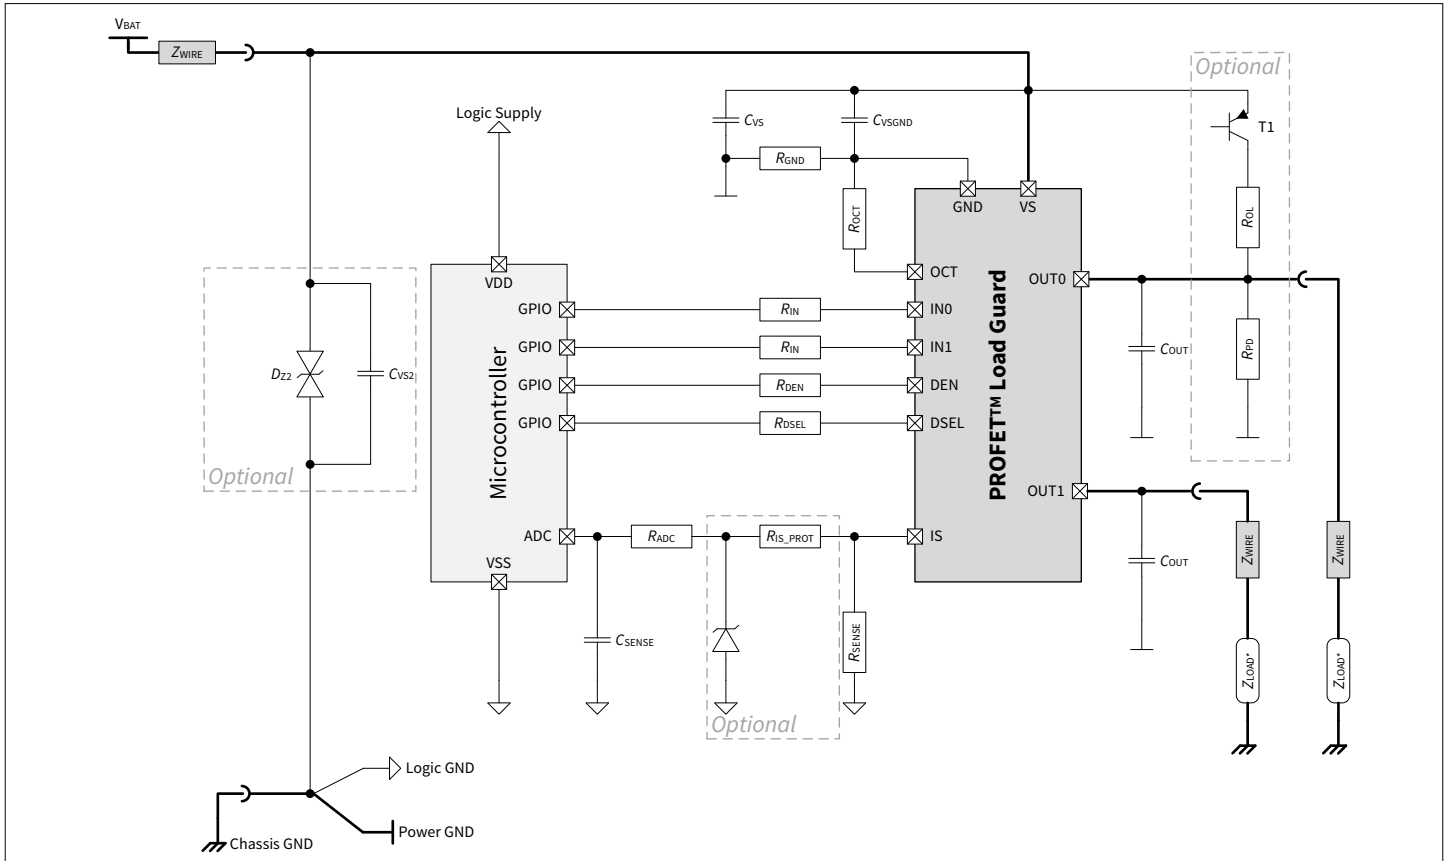 VBAT
ZWIRE
Optional
Logic Supply
CVS
CVSGND
T1
RGND
ROCT
GND
VS
ROL
VDD
OCT
OUT0
GPIO
RIN
IN0
GPIO
RIN
IN1
GPIO
RDEN
DEN
GPIO
RDSEL
DSEL
Microcontroller
PROFET™ Load Guard
COUT
RPD
DZ2
CVS2
Optional
OUT1
ADC
RADC
RIS_PROT
IS
VSS
COUT
ZWIRE
ZWIRE
CSENSE
RSENSE
ZLOAD*
ZLOAD*
Optional
Logic GND
Power GND
Chassis GND